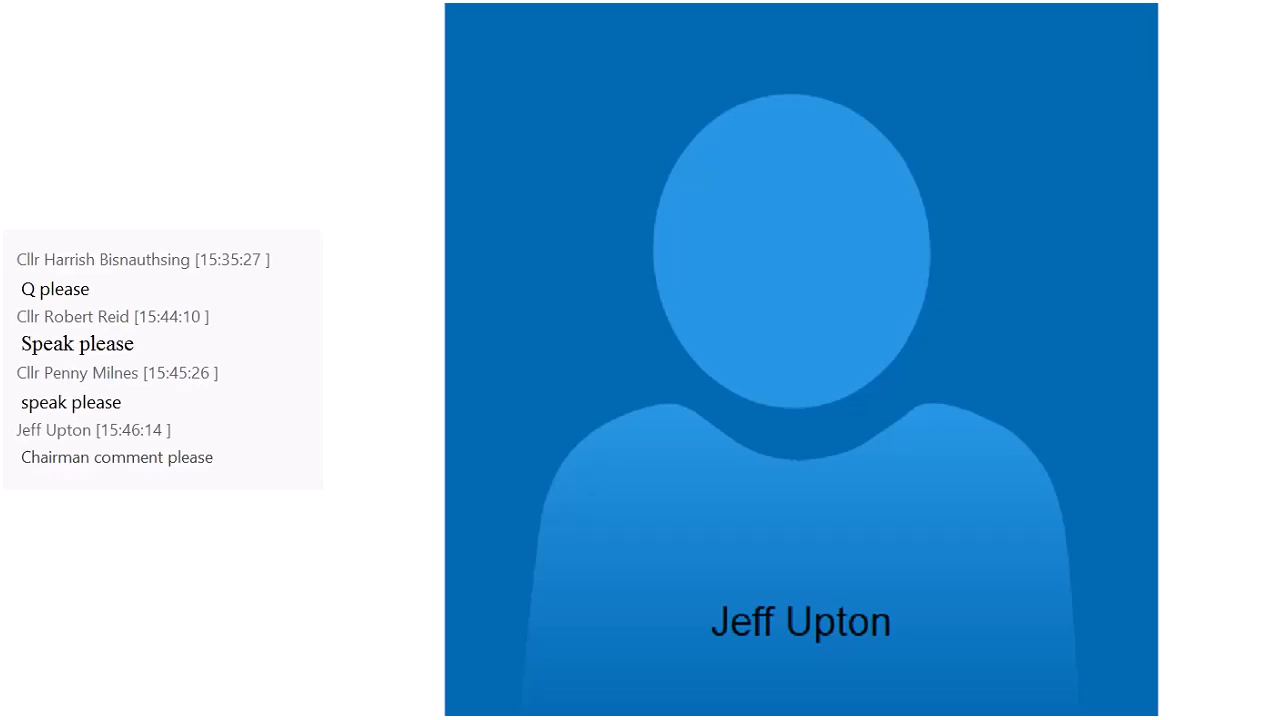 Cllr Harrish Bisnauthsing [15:35:27 ]
Q please
Cllr Robert Reid [15:44:10 ]
Speak please
Cllr Penny Milnes [15:45:26 ]
speak please
Jeff Upton [15:46:14 ]
Chairman comment please
Jeff Upton